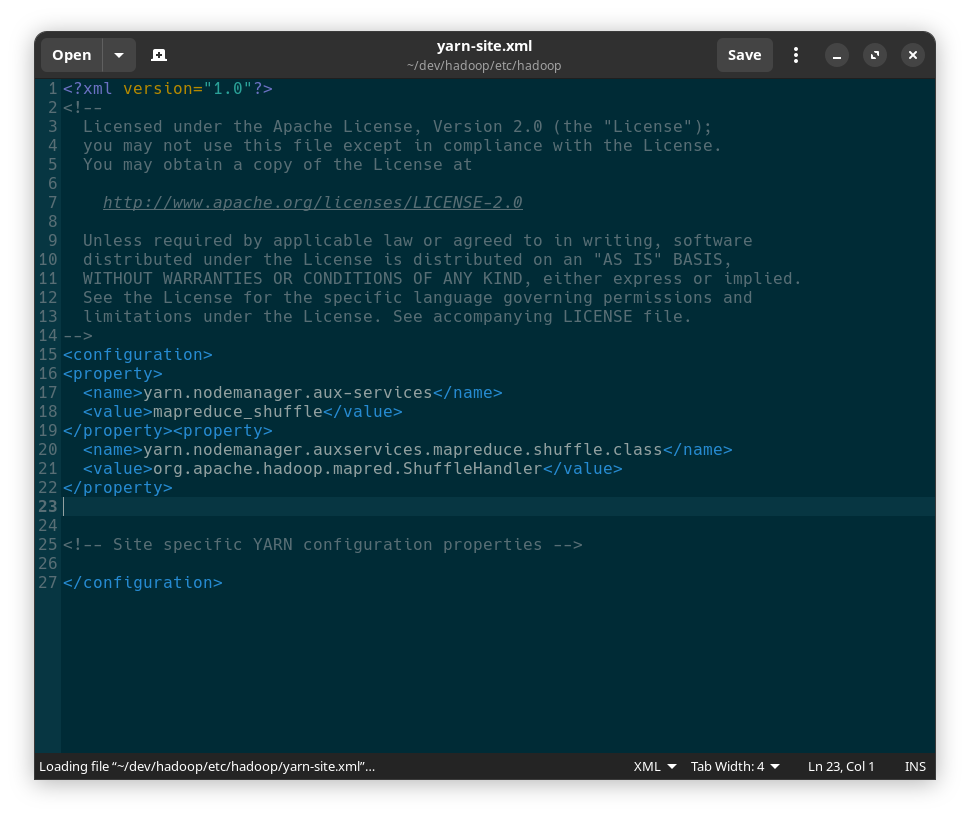 Open
yarn-site.xml
~/dev/hadoop/etc/hadoop
Save
1 <?xml version="1.0"?>
2 <!--
3   Licensed under the Apache License, Version 2.0 (the "License");
4   you may not use this file except in compliance with the License.
5   You may obtain a copy of the License at
6
7     http://www.apache.org/licenses/LICENSE-2.0
8
9   Unless required by applicable law or agreed to in writing, software
10   distributed under the License is distributed on an "AS IS" BASIS,
11   WITHOUT WARRANTIES OR CONDITIONS OF ANY KIND, either express or implied.
12   See the License for the specific language governing permissions and
13   limitations under the License. See accompanying LICENSE file.
14 -->
15 <configuration>
16 <property>
17   <name>yarn.nodemanager.aux-services</name>
18   <value>mapreduce_shuffle</value>
19 </property><property>
20   <name>yarn.nodemanager.auxservices.mapreduce.shuffle.class</name>
21   <value>org.apache.hadoop.mapred.ShuffleHandler</value>
22 </property>
23
24
25 <!-- Site specific YARN configuration properties -->
26
27 </configuration>
Loading file “~/dev/hadoop/etc/hadoop/yarn-site.xml”… XML Tab Width: 4 Ln 23, Col 1 INS